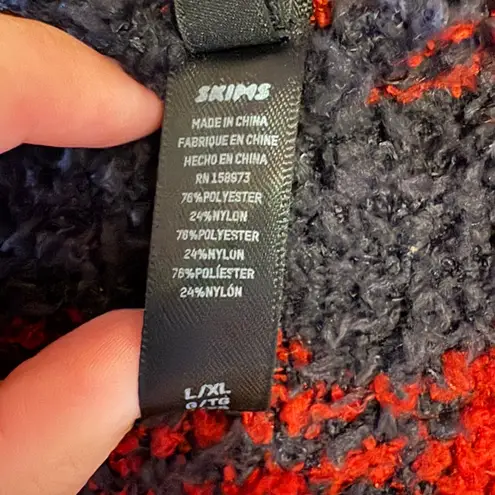 SKIMS
MADE IN CHINA
FABRIQUE EN CHINE
HECHO EN CHINA
RN 158973
76%POLYESTER
24%NYLON
76%POLYESTER
24%NYLON
76%POLIÉSTER
24%NYLÓN
L/XL
G/TG